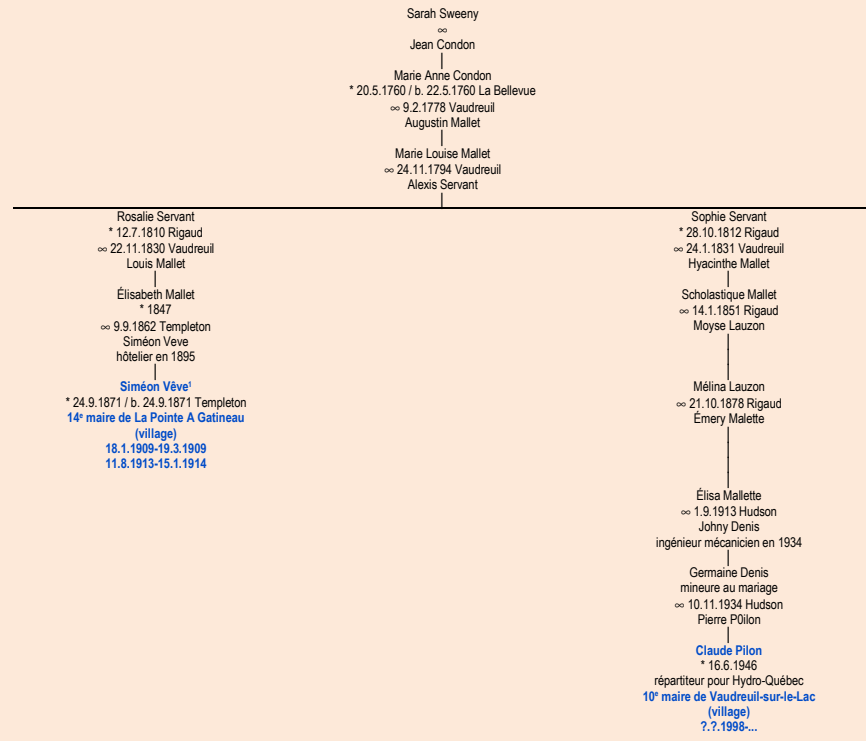 Sarah Sweeny
∞
Jean Condon
Marie Anne Condon
* 20.5.1760 / b. 22.5.1760 La Bellevue
∞ 9.2.1778 Vaudreuil
Augustin Mallet
Marie Louise Mallet
∞ 24.11.1794 Vaudreuil
Alexis Servant
Rosalie Servant
* 12.7.1810 Rigaud
∞ 22.11.1830 Vaudreuil
Louis Mallet
Élisabeth Mallet
* 1847
∞ 9.9.1862 Templeton
Siméon Veve
hôtelier en 1895
Siméon Vêve¹
* 24.9.1871 / b. 24.9.1871 Templeton
14ᵉ maire de La Pointe A Gatineau
(village)
18.1.1909-19.3.1909
11.8.1913-15.1.1914
Sophie Servant
* 28.10.1812 Rigaud
∞ 24.1.1831 Vaudreuil
Hyacinthe Mallet
Scholastique Mallet
∞ 14.1.1851 Rigaud
Moyse Lauzon
Mélina Lauzon
∞ 21.10.1878 Rigaud
Émery Malette
Élisa Mallette
∞ 1.9.1913 Hudson
Johny Denis
ingénieur mécanicien en 1934
Germaine Denis
mineure au mariage
∞ 10.11.1934 Hudson
Pierre P0ilon
Claude Pilon
* 16.6.1946
répartiteur pour Hydro-Québec
10ᵉ maire de Vaudreuil-sur-le-Lac
(village)
?.?.1998-...